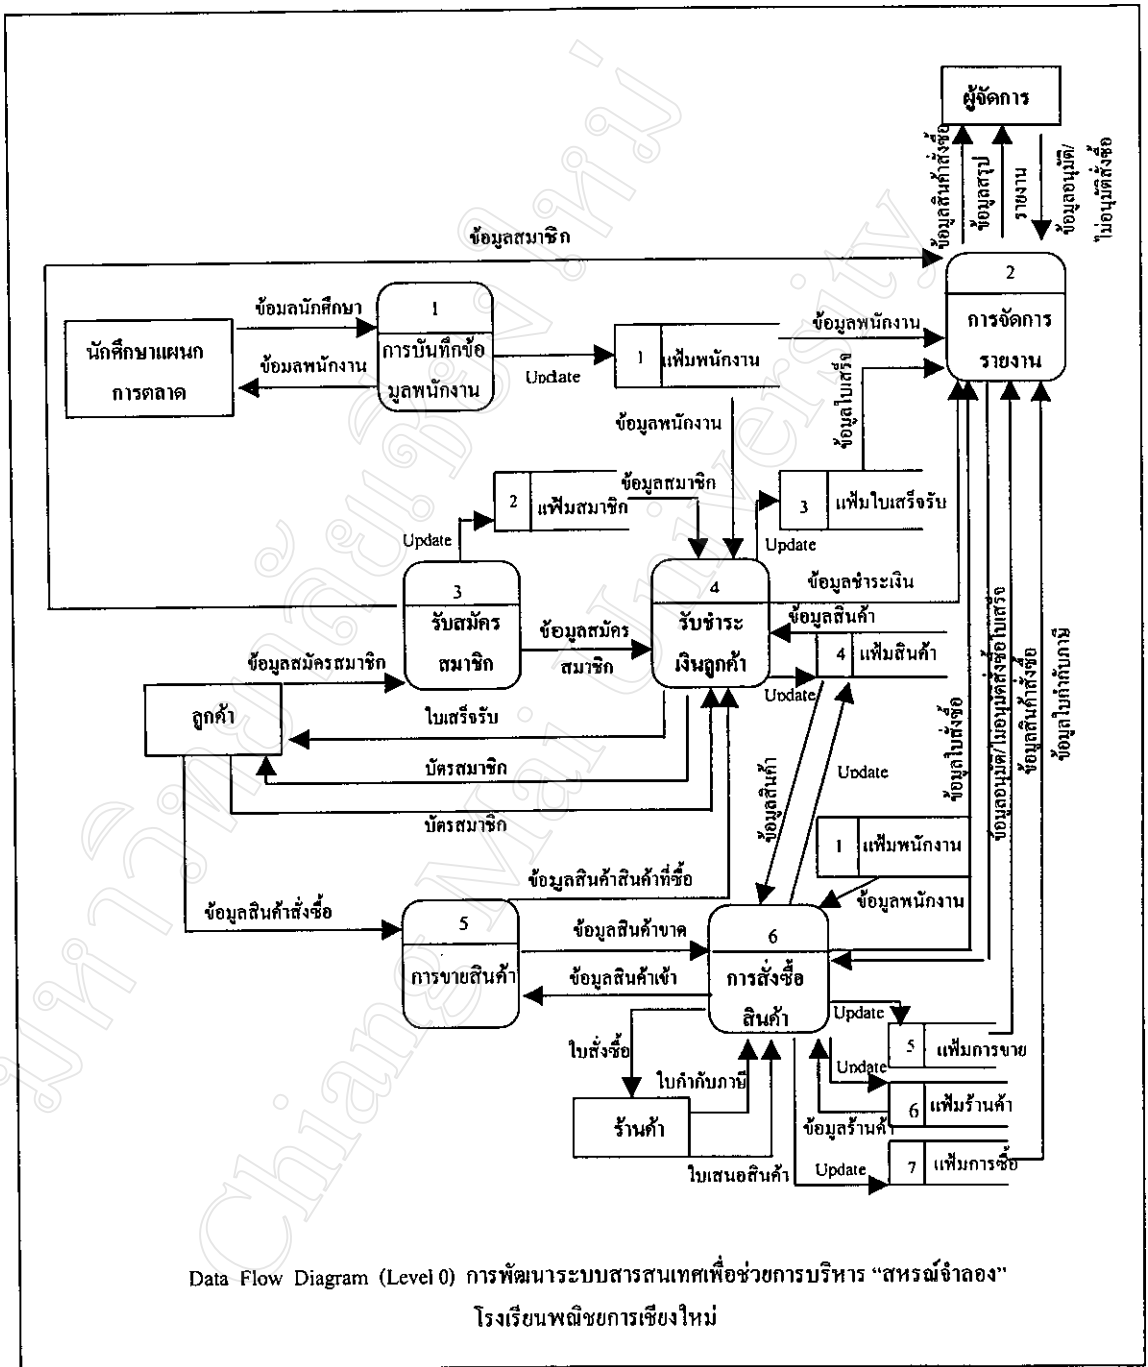 ผู้จัดการ
ข้อมูลสินค้าสั่งซื้อ
ข้อมูลสรุป
รายงาน
ข้อมูลอนุมัติ/
ไม่อนุมัติสั่งซื้อ
ข้อมูลสมาชิก
2
การจัดการ
รายงาน
ข้อมลนักศึกษา
1
การบันทึกข้อ
มูลพนักงาน
นักศึกษาแผนก
การตลาด
ข้อมลพนักงาน
Update
1
แฟ้มพนักงาน
ข้อมูลพนักงาน
ข้อมูลใบเสร็จ
ข้อมูลพนักงาน
2
แฟ้มสมาชิก
ข้อมูลสมาชิก
3
แฟ้มใบเสร็จรับ
Update
Update
3
รับสมัคร
สมาชิก
ข้อมูลสมัคร
สมาชิก
4
รับชำระ
เงินลูกค้า
ข้อมูลชำระเงิน
ข้อมูลสินค้า
4
แฟ้มสินค้า
Update
ข้อมูลสมัครสมาชิก
ลูกค้า
ใบเสร็จรับ
บัตรสมาชิก
บัตรสมาชิก
ข้อมูลสินค้า
Update
ข้อมูลใบสั่งซื้อ
ข้อมูลอนุมัติ/ไม่อนุมัติสั่งซื้อ ใบเสร็จ
ข้อมูลสินค้าสั่งซื้อ
ข้อมูลใบกำกับภามี
1
แฟ้มพนักงาน
ข้อมูลพนักงาน
ข้อมูลสินค้าสินค้าที่ซื้อ
ข้อมูลสินค้าสั่งซื้อ
5
การขายสินค้า
ข้อมูลสินค้าขาด
ข้อมูลสินค้าเข้า
6
การสั่งซื้อ
สินค้า
Update
5
แฟ้มการขาย
ใบสั่งซื้อ
ใบกำกับภาษี
Update
6
แฟ้มร้านค้า
ร้านค้า
ข้อมูลร้านค้า
ใบเสนอสินค้า
Update
7
แฟ้มการซื้อ
Data Flow Diagram (Level 0) การพัฒนาระบบสารสนเทศเพื่อช่วยการบริหาร “สหรณ์จำลอง”
โรงเรียนพณิชยการเชียงใหม่
มหาวิทยาลัยเชียงใหม่
Chiang Mai University